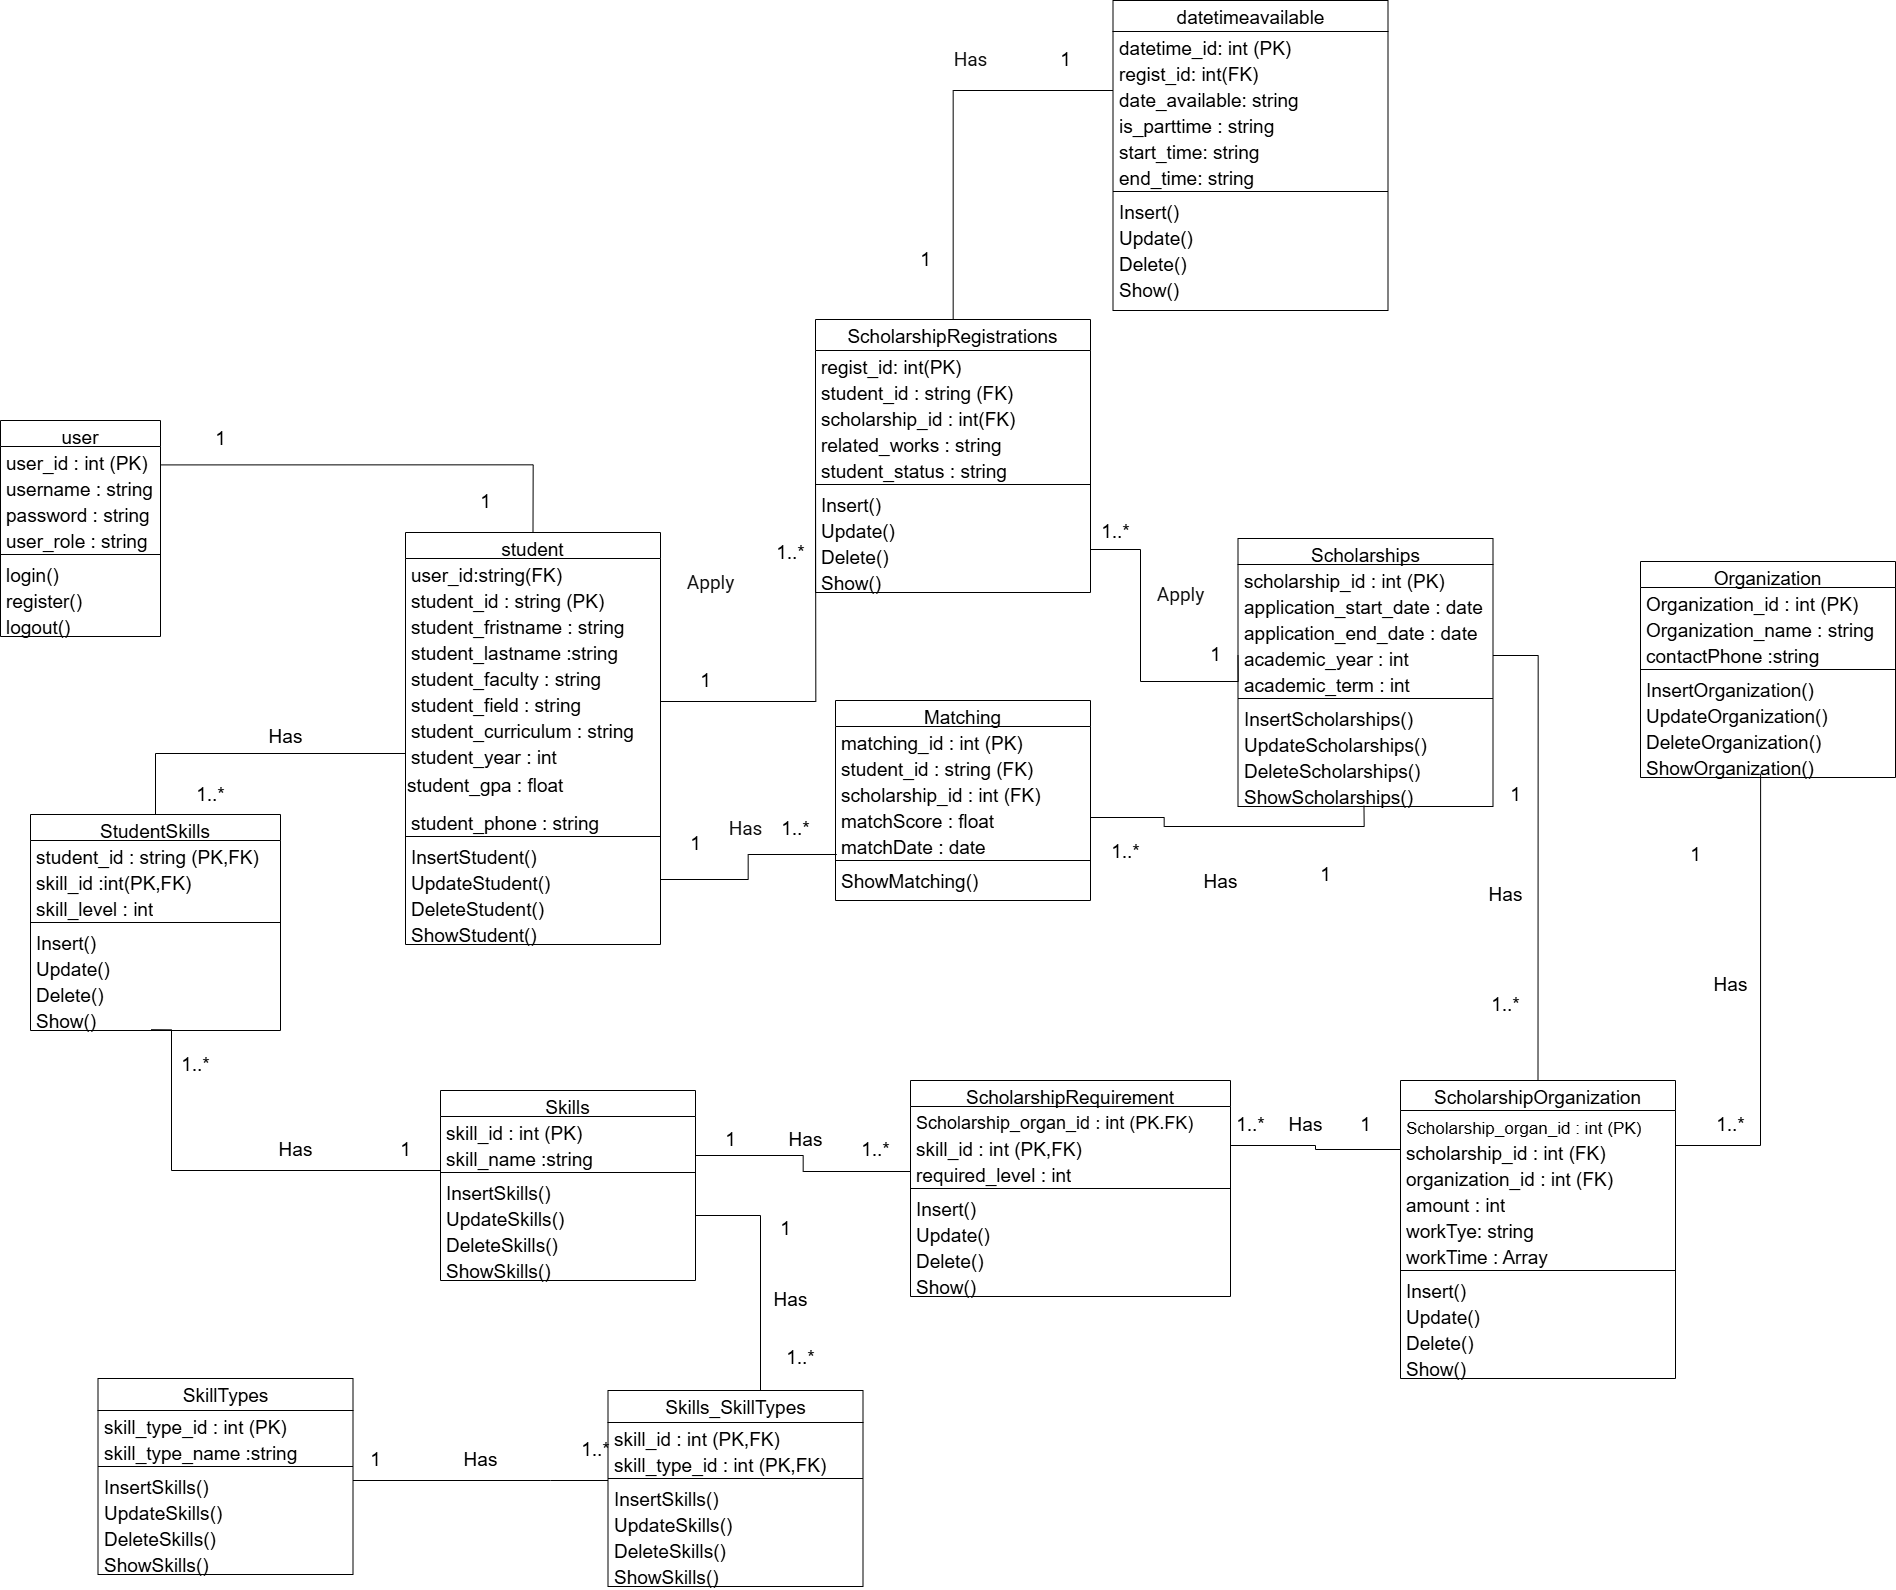 datetimeavailable
datetime_id: int (PK)
regist_id: int(FK)
date_available: string
is_parttime : string
start_time: string
end_time: string
Insert()
Update()
Delete()
Show()
Has
1
1
ScholarshipRegistrations
regist_id: int(PK)
student_id : string (FK)
scholarship_id : int(FK)
related_works : string
student_status : string
Insert()
Update()
Delete()
Show()
user
user_id : int (PK)
username : string
password : string
user_role : string
login()
register()
logout()
1
1
student
user_id:string(FK)
student_id : string (PK)
student_fristname : string
student_lastname :string
student_faculty : string
student_field : string
student_curriculum : string
student_year : int
student_gpa : float
student_phone : string
InsertStudent()
UpdateStudent()
DeleteStudent()
ShowStudent()
1..*
Apply
1
1..*
Apply
1
Scholarships
scholarship_id : int (PK)
application_start_date : date
application_end_date : date
academic_year : int
academic_term : int
InsertScholarships()
UpdateScholarships()
DeleteScholarships()
ShowScholarships()
Organization
Organization_id : int (PK)
Organization_name : string
contactPhone :string
InsertOrganization()
UpdateOrganization()
DeleteOrganization()
ShowOrganization()
Matching
matching_id : int (PK)
student_id : string (FK)
scholarship_id : int (FK)
matchScore : float
matchDate : date
ShowMatching()
Has
1..*
1
Has
1..*
1..*
Has
1
1
Has
1..*
1
Has
1..*
StudentSkills
student_id : string (PK,FK)
skill_id :int(PK,FK)
skill_level : int
Insert()
Update()
Delete()
Show()
1..*
Has
1
Skills
skill_id : int (PK)
skill_name :string
InsertSkills()
UpdateSkills()
DeleteSkills()
ShowSkills()
1
Has
1..*
ScholarshipRequirement
Scholarship_organ_id : int (PK.FK)
skill_id : int (PK,FK)
required_level : int
Insert()
Update()
Delete()
Show()
1..*
Has
1
ScholarshipOrganization
Scholarship_organ_id : int (PK)
scholarship_id : int (FK)
organization_id : int (FK)
amount : int
workTye: string
workTime : Array
Insert()
Update()
Delete()
Show()
1
Has
1..*
SkillTypes
skill_type_id : int (PK)
skill_type_name :string
InsertSkills()
UpdateSkills()
DeleteSkills()
ShowSkills()
1
Has
1..*
Skills_SkillTypes
skill_id : int (PK,FK)
skill_type_id : int (PK,FK)
InsertSkills()
UpdateSkills()
DeleteSkills()
ShowSkills()